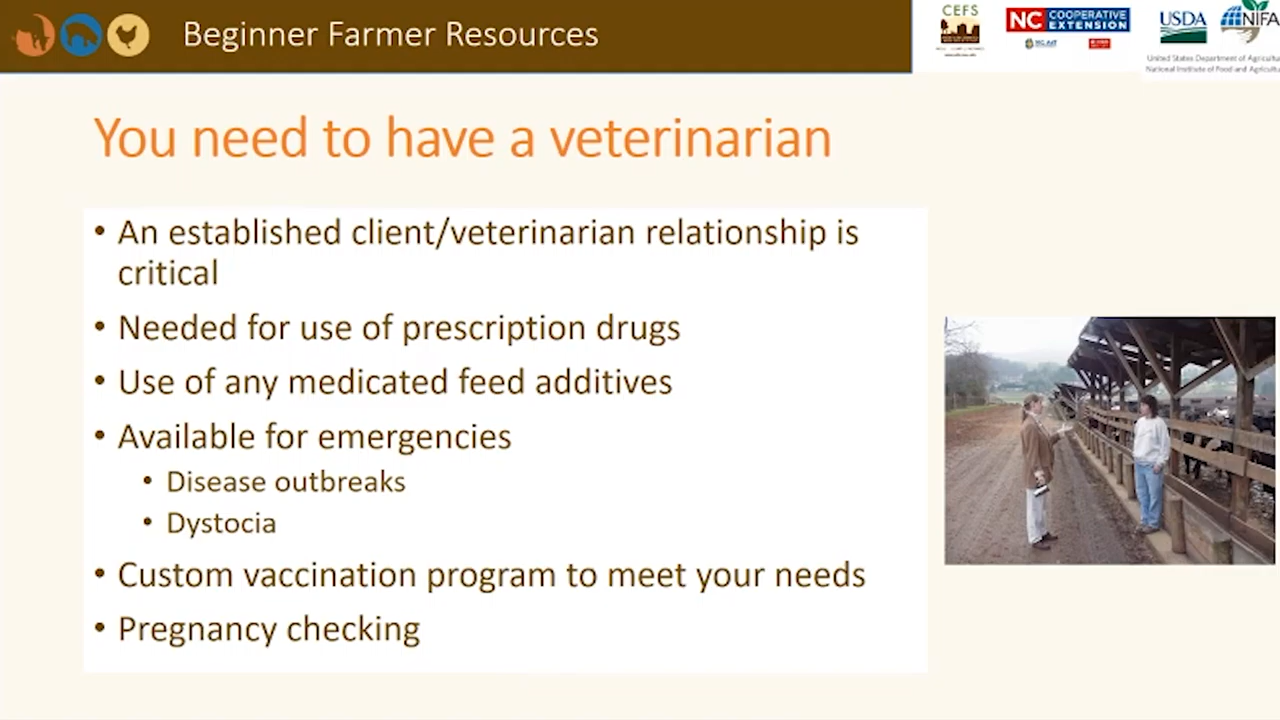 Beginner Farmer Resources
CEFS
NC COOPERATIVE
EXTENSION
USDA
NIFA
United States Department of Agricultu
National Institute of Food and Agricultu
You need to have a veterinarian
• An established client/veterinarian relationship is
critical
• Needed for use of prescription drugs
• Use of any medicated feed additives
• Available for emergencies
• Disease outbreaks
• Dystocia
• Custom vaccination program to meet your needs
• Pregnancy checking